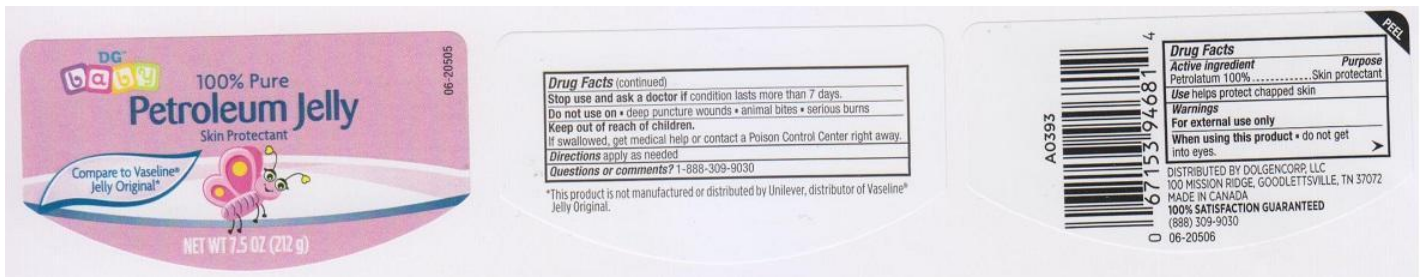 DG™
baby
100% Pure
Petroleum Jelly
Skin Protectant
Compare to Vaseline®
Jelly Original*
NET WT 7.5 OZ (212 g)
06-20505
Drug Facts (continued)
Stop use and ask a doctor if condition lasts more than 7 days.
Do not use on • deep puncture wounds • animal bites • serious burns
Keep out of reach of children.
If swallowed, get medical help or contact a Poison Control Center right away.
Directions apply as needed
Questions or comments? 1-888-309-9030
*This product is not manufactured or distributed by Unilever, distributor of Vaseline®
Jelly Original.
PEEL
A0393
0 67153 94681 4
Drug Facts
Active ingredient Purpose
Petrolatum 100%.............Skin protectant
Use helps protect chapped skin
Warnings
For external use only
When using this product • do not get
into eyes.
DISTRIBUTED BY DOLGENCORP, LLC
100 MISSION RIDGE, GOODLETTSVILLE, TN 37072
MADE IN CANADA
100% SATISFACTION GUARANTEED
(888) 309-9030
06-20506